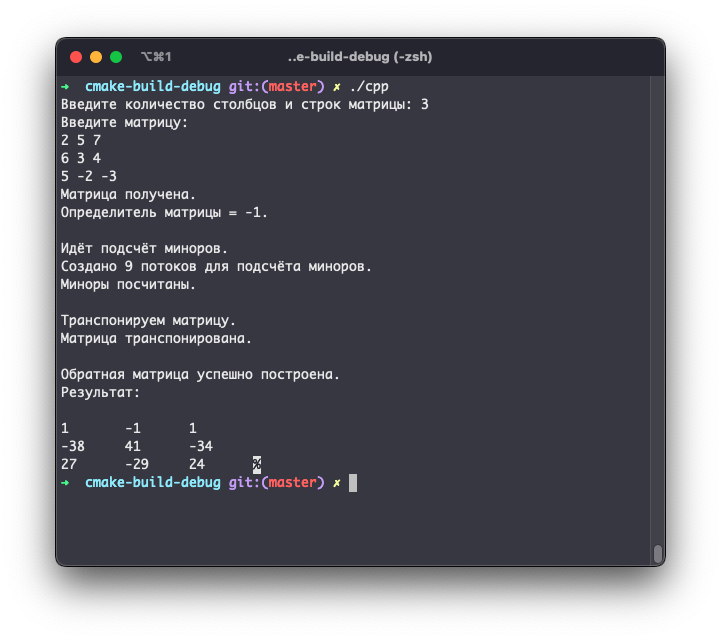 ⌥⌘1 ..e-build-debug (-zsh)
➜ cmake-build-debug git:(master) ✗ ./cpp
Введите количество столбцов и строк матрицы: 3
Введите матрицу:
2 5 7
6 3 4
5 -2 -3
Матрица получена.
Определитель матрицы = -1.
Идёт подсчёт миноров.
Создано 9 потоков для подсчёта миноров.
Миноры посчитаны.
Транспонируем матрицу.
Матрица транспонирована.
Обратная матрица успешно построена.
Результат:
1 -1 1
-38 41 -34
27 -29 24 %
➜ cmake-build-debug git:(master) ✗